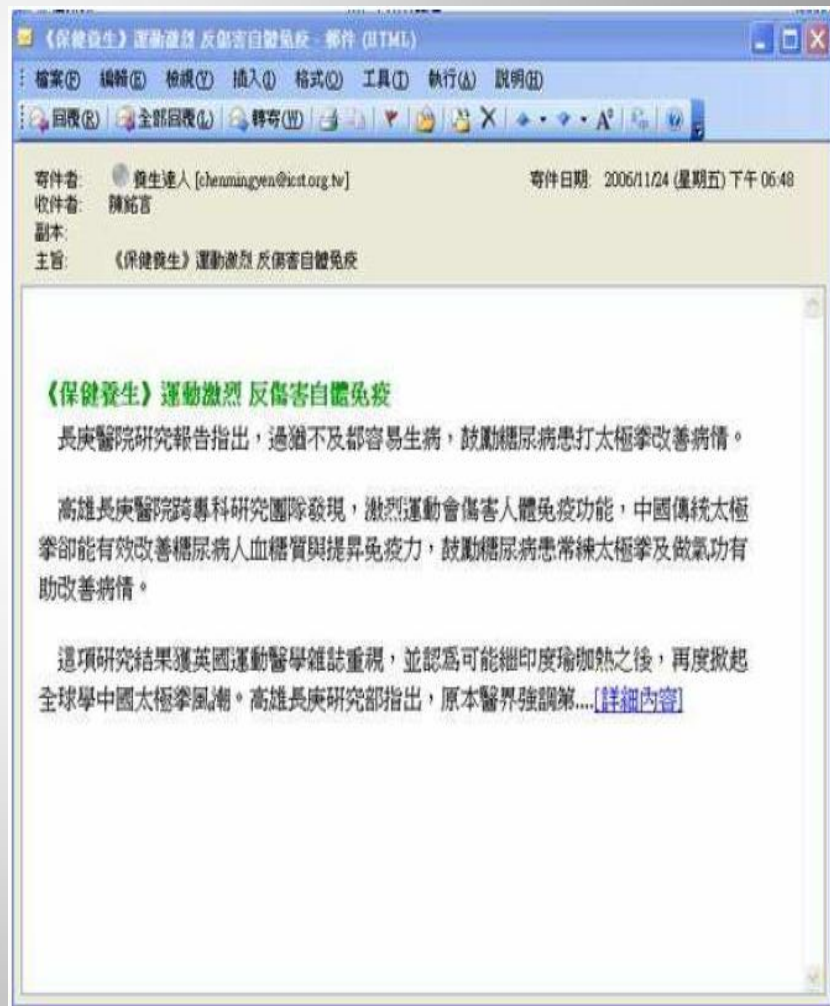 《保健養生》運動激烈 反傷害自體免疫 - 郵件 (HTML)
檔案(F) 編輯(E) 檢視(V) 插入(I) 格式(O) 工具(T) 執行(A) 說明(H)
回覆(R) 全部回覆(L) 轉寄(W)
寄件者: 養生達人 [chenmingyen@icst.org.tw] 寄件日期: 2006/11/24 (星期五) 下午 06:48
收件者: 陳銘言
副本:
主旨: 《保健養生》運動激烈 反傷害自體免疫
《保健養生》運動激烈 反傷害自體免疫
長庚醫院研究報告指出，過猶不及都容易生病，鼓勵糖尿病患打太極拳改善病情。
高雄長庚醫院跨專科研究團隊發現，激烈運動會傷害人體免疫功能，中國傳統太極
拳卻能有效改善糖尿病人血糖質與提昇免疫力，鼓勵糖尿病患常練太極拳及做氣功有
助改善病情。
這項研究結果獲英國運動醫學雜誌重視，並認為可能繼印度瑜珈熱之後，再度掀起
全球學中國太極拳風潮。高雄長庚研究部指出，原本醫界強調第....[詳細內容]